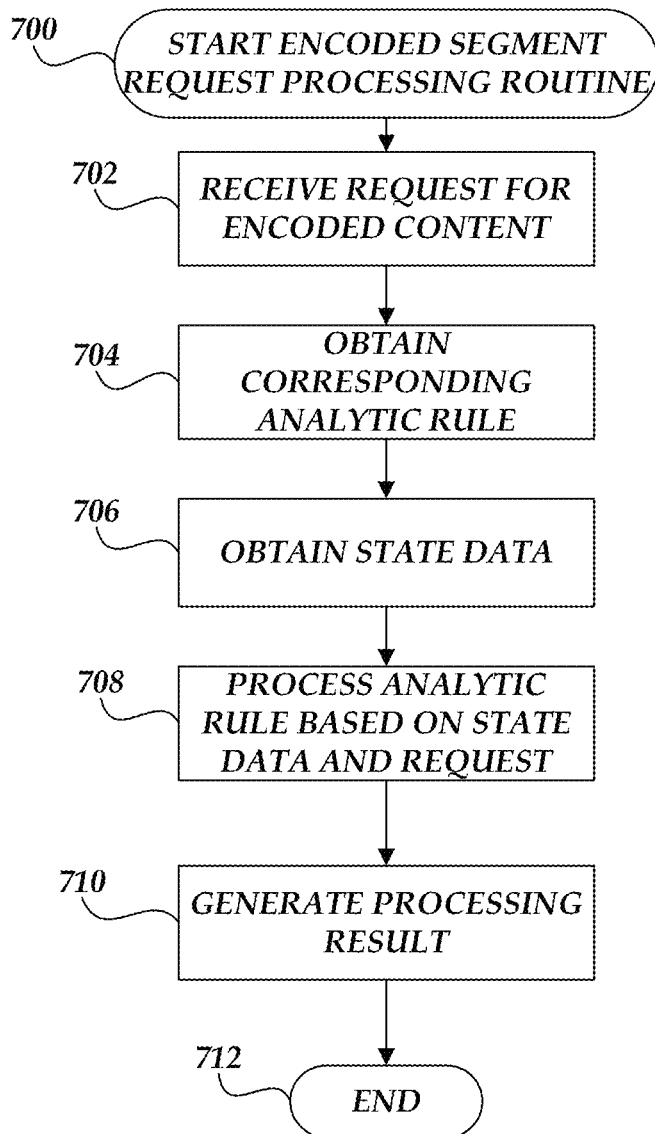 700
START ENCODED SEGMENT
REQUEST PROCESSING ROUTINE
702
RECEIVE REQUEST FOR
ENCODED CONTENT
704
OBTAIN
CORRESPONDING
ANALYTIC RULE
706
OBTAIN STATE DATA
708
PROCESS ANALYTIC
RULE BASED ON STATE
DATA AND REQUEST
710
GENERATE PROCESSING
RESULT
712
END